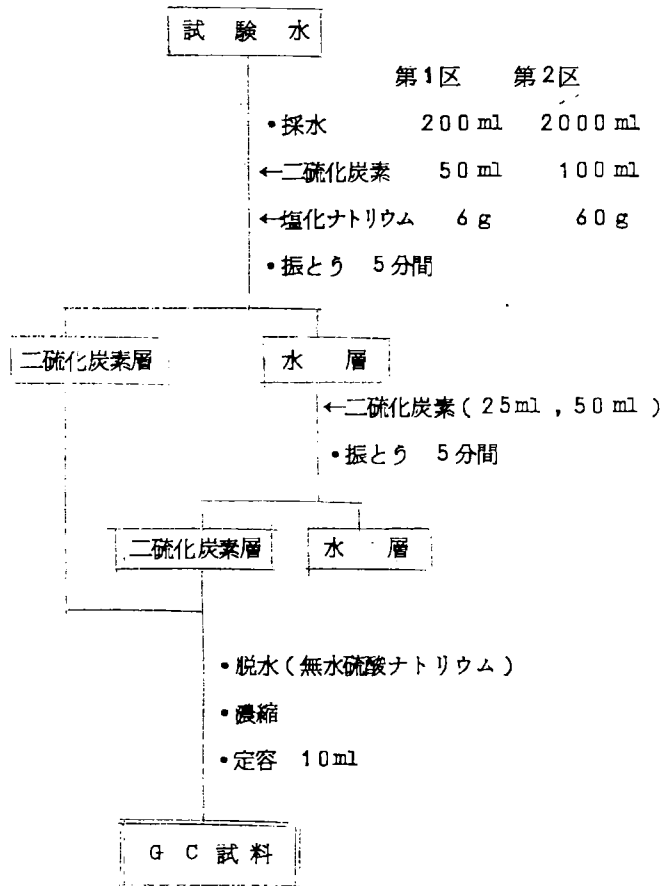 試験水
第1区 第2区
・採水 200ml 2000ml
←二硫化炭素 50ml 100ml
←塩化ナトリウム 6g 60g
・振とう 5分間
二硫化炭素層 水層
←二硫化炭素(25ml,50ml)
・振とう 5分間
二硫化炭素層 水層
・脱水(無水硫酸ナトリウム)
・濃縮
・定容 10ml
GC試料